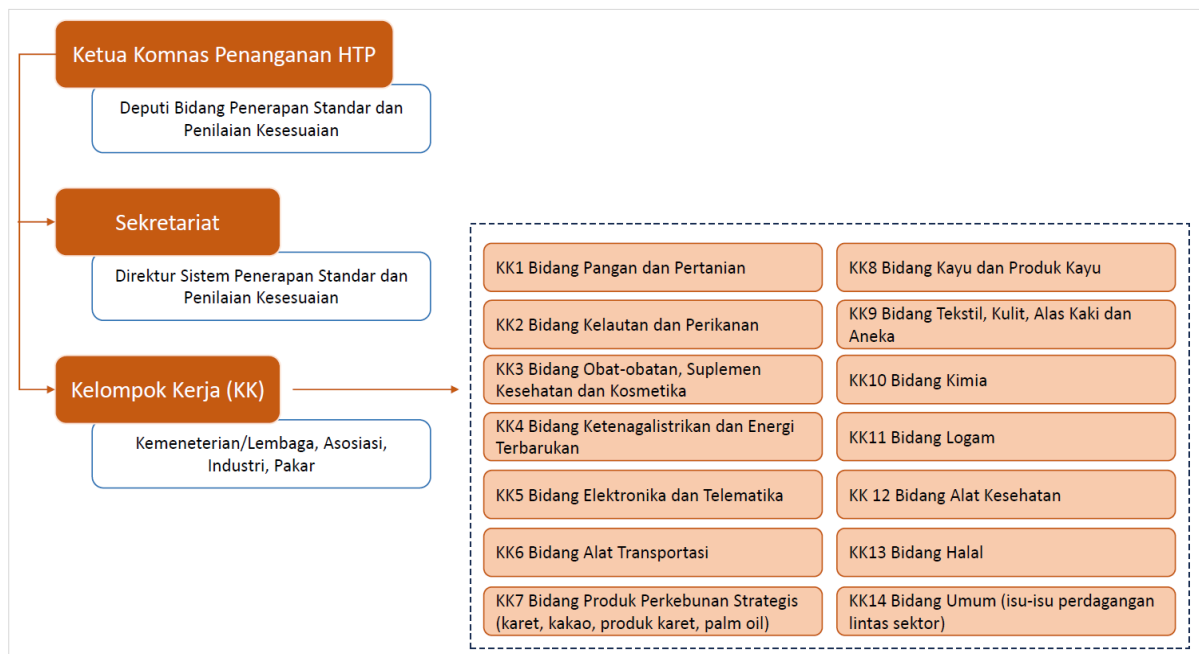 Ketua Komnas Penanganan HTP
Deputi Bidang Penerapan Standar dan
Penilaian Kesesuaian
Sekretariat
Direktur Sistem Penerapan Standar dan
Penilaian Kesesuaian
Kelompok Kerja (KK)
Kemeneterian/Lembaga, Asosiasi,
Industri, Pakar
KK1 Bidang Pangan dan Pertanian
KK2 Bidang Kelautan dan Perikanan
KK3 Bidang Obat-obatan, Suplemen
Kesehatan dan Kosmetika
KK4 Bidang Ketenagalistrikan dan Energi
Terbarukan
KK5 Bidang Elektronika dan Telematika
KK6 Bidang Alat Transportasi
KK7 Bidang Produk Perkebunan Strategis
(karet, kakao, produk karet, palm oil)
KK8 Bidang Kayu dan Produk Kayu
KK9 Bidang Tekstil, Kulit, Alas Kaki dan
Aneka
KK10 Bidang Kimia
KK11 Bidang Logam
KK 12 Bidang Alat Kesehatan
KK13 Bidang Halal
KK14 Bidang Umum (isu-isu perdagangan
lintas sektor)